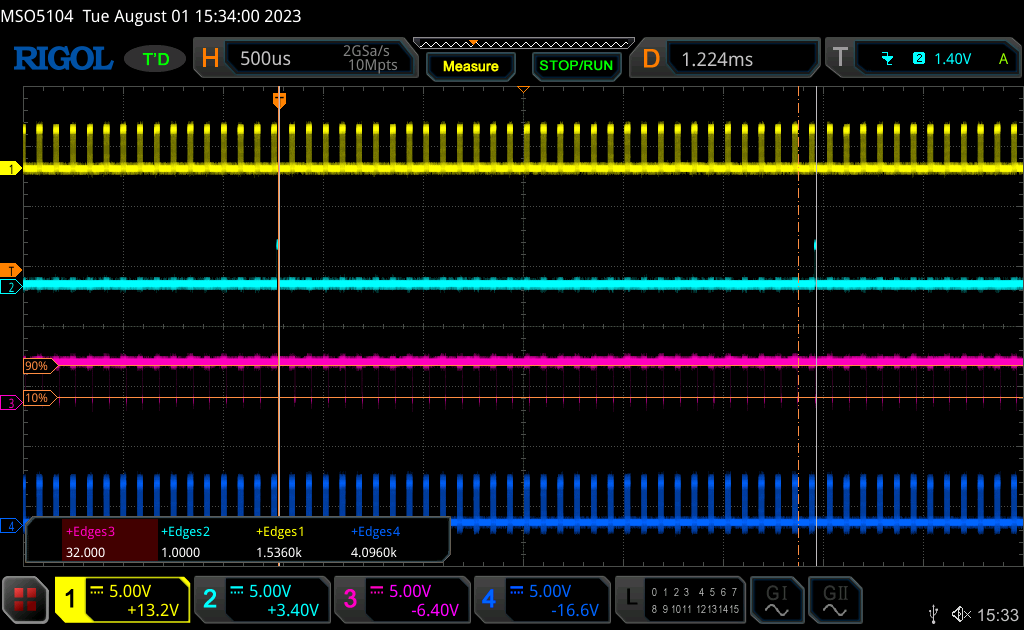 MSO5104 Tue August 01 15:34:00 2023
RIGOL T'D H 500us 2GSa/s 10Mpts Measure STOP/RUN D 1.224ms T 2 1.40V A
T
1
T
2
90%
10%
3
4
+Edges3 +Edges2 +Edges1 +Edges4
32.000 1.0000 1.5360k 4.0960k
1 5.00V +13.2V 2 5.00V +3.40V 3 5.00V -6.40V 4 5.00V -16.6V L 0 1 2 3 4 5 6 7 GI GII
8 9 10 11 12 13 14 15
15:33